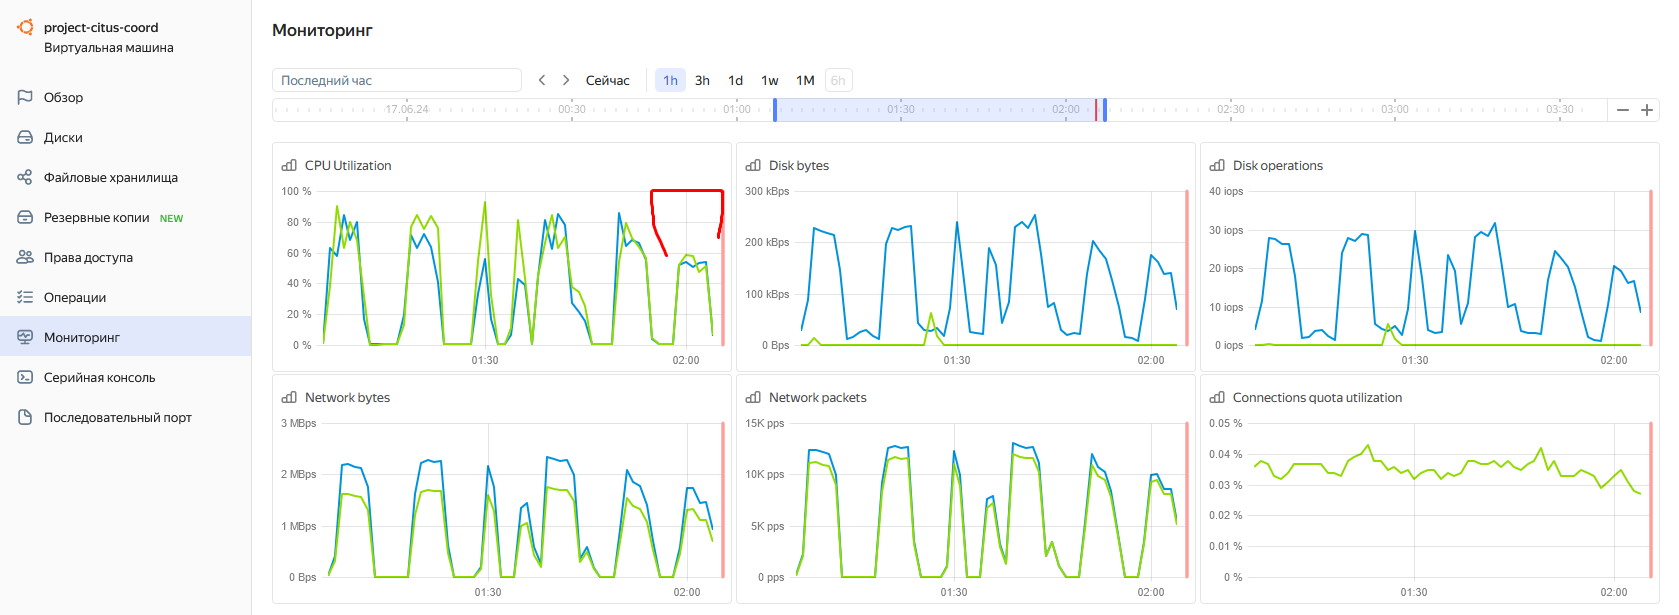 project-citus-coord
Виртуальная машина
Обзор
Диски
Файловые хранилища
Резервные копии NEW
Права доступа
Операции
Мониторинг
Серийная консоль
Последовательный порт
Мониторинг
Последний час
Сейчас
1h 3h 1d 1w 1M 6h
17.06.24 00:30 01:00 01:30 02:00 02:30 03:00 03:30
CPU Utilization
100 %
80 %
60 %
40 %
20 %
0 %
01:30 02:00
Disk bytes
300 kBps
200 kBps
100 kBps
0 Bps
01:30 02:00
Disk operations
40 iops
30 iops
20 iops
10 iops
0 iops
01:30 02:00
Network bytes
3 MBps
2 MBps
1 MBps
0 Bps
01:30 02:00
Network packets
15K pps
10K pps
5K pps
0 pps
01:30 02:00
Connections quota utilization
0.05 %
0.04 %
0.03 %
0.02 %
0.01 %
0 %
01:30 02:00